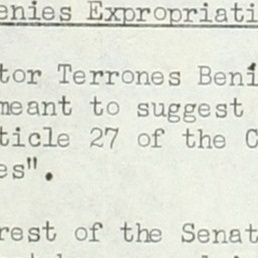 enies Expropriati
tor Terrones Beni
meant to suggest
ticle 27 of the C
es".
rest of the Senat